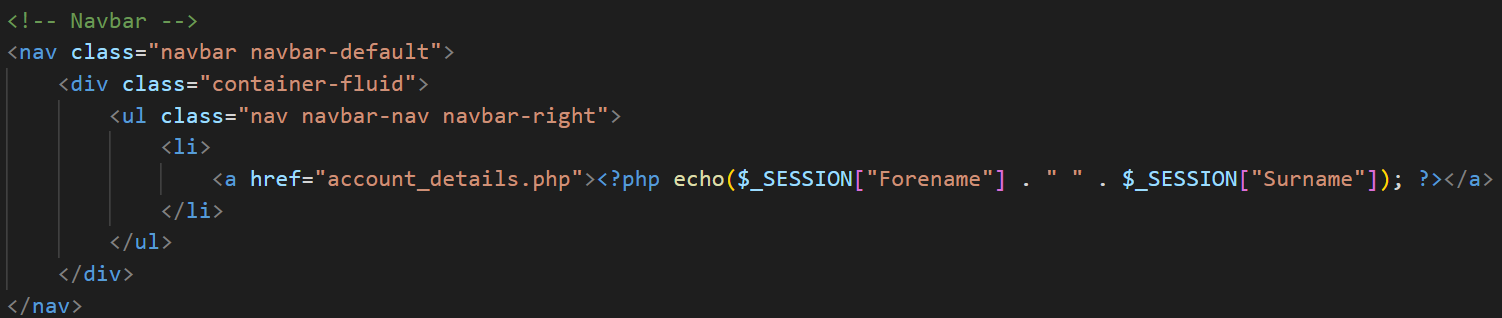 <!-- Navbar -->
<nav class="navbar navbar-default">
    <div class="container-fluid">
        <ul class="nav navbar-nav navbar-right">
            <li>
                <a href="account_details.php"><?php echo($_SESSION["Forename"] . " " . $_SESSION["Surname"]); ?></a>
            </li>
        </ul>
    </div>
</nav>